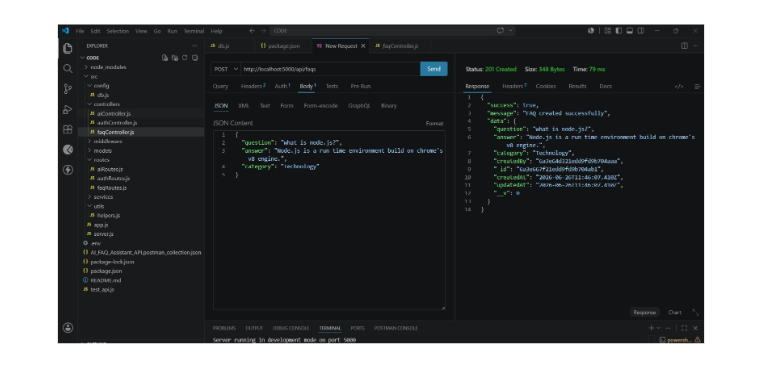 File Edit Selection View Go Run Terminal Help
CODE
EXPLORER
CODE
node_modules
src
config
db.js
controllers
aiController.js
authController.js
faqController.js
middlewares
models
routes
aiRoutes.js
authRoutes.js
faqRoutes.js
services
utils
helpers.js
app.js
server.js
.env
AI_FAQ_Assistant_API.postman_collection.json
package-lock.json
package.json
README.md
test_api.js
db.js package.json New Request faqController.js
POST http://localhost:5000/api/faqs Send
Query Headers 2 Auth 1 Body 1 Tests Pre Run
JSON XML Text Form Form-encode GraphQL Binary
JSON Content Format
1 {
2 "question": "what is node.js?",
3 "answer": "Node.js is a run time environment build on chrome's
v8 engine.",
4 "category": "Technology"
5 }
Status: 201 Created Size: 348 Bytes Time: 79 ms
Response Headers 7 Cookies Results Docs
1 {
2 "success": true,
3 "message": "FAQ created successfully",
4 "data": {
5 "question": "what is node.js?",
6 "answer": "Node.js is a run time environment build on chrome's
v8 engine.",
7 "category": "Technology",
8
9
10
11
12 "__v": 0
13 }
14 }
Response Chart
PROBLEMS OUTPUT DEBUG CONSOLE TERMINAL PORTS POSTMAN CONSOLE
Server running in development mode on port 5000
powersh...